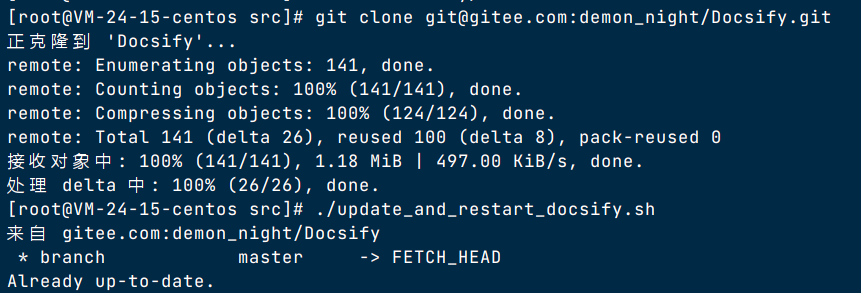 [root@VM-24-15-centos src]# git clone git@gitee.com:demon_night/Docsify.git
正克隆到 'Docsify'...
remote: Enumerating objects: 141, done.
remote: Counting objects: 100% (141/141), done.
remote: Compressing objects: 100% (124/124), done.
remote: Total 141 (delta 26), reused 100 (delta 8), pack-reused 0
接收对象中: 100% (141/141), 1.18 MiB | 497.00 KiB/s, done.
处理 delta 中: 100% (26/26), done.
[root@VM-24-15-centos src]# ./update_and_restart_docsify.sh
来自 gitee.com:demon_night/Docsify
 * branch            master     -> FETCH_HEAD
Already up-to-date.